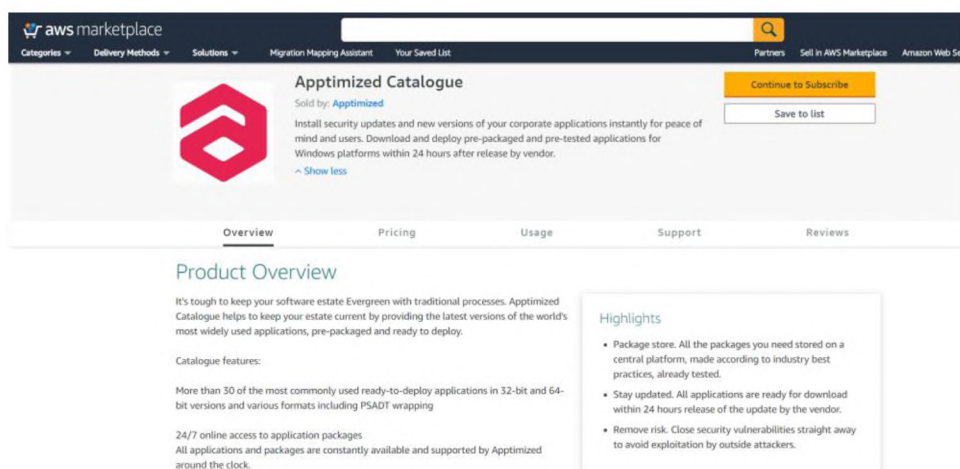 aws marketplace
Categories Delivery Methods Solutions Migration Mapping Assistant Your Saved List Partners Sell in AWS Marketplace Amazon Web Se
Apptimized Catalogue
Continue to Subscribe
Sold by: Apptimized
Save to list
Install security updates and new versions of your corporate applications instantly for peace of
mind and users. Download and deploy pre-packaged and pre-tested applications for
Windows platforms within 24 hours after release by vendor.
Show less
Overview Pricing Usage Support Reviews
Product Overview
It's tough to keep your software estate Evergreen with traditional processes. Apptimized
Catalogue helps to keep your estate current by providing the latest versions of the world's
most widely used applications, pre-packaged and ready to deploy.
Catalogue features:
More than 30 of the most commonly used ready-to-deploy applications in 32-bit and 64-
bit versions and various formats including PSADT wrapping
24/7 online access to application packages
All applications and packages are constantly available and supported by Apptimized
around the clock.
Highlights
• Package store. All the packages you need stored on a
central platform, made according to industry best
practices, already tested.
• Stay updated. All applications are ready for download
within 24 hours release of the update by the vendor.
• Remove risk. Close security vulnerabilities straight away
to avoid exploitation by outside attackers.